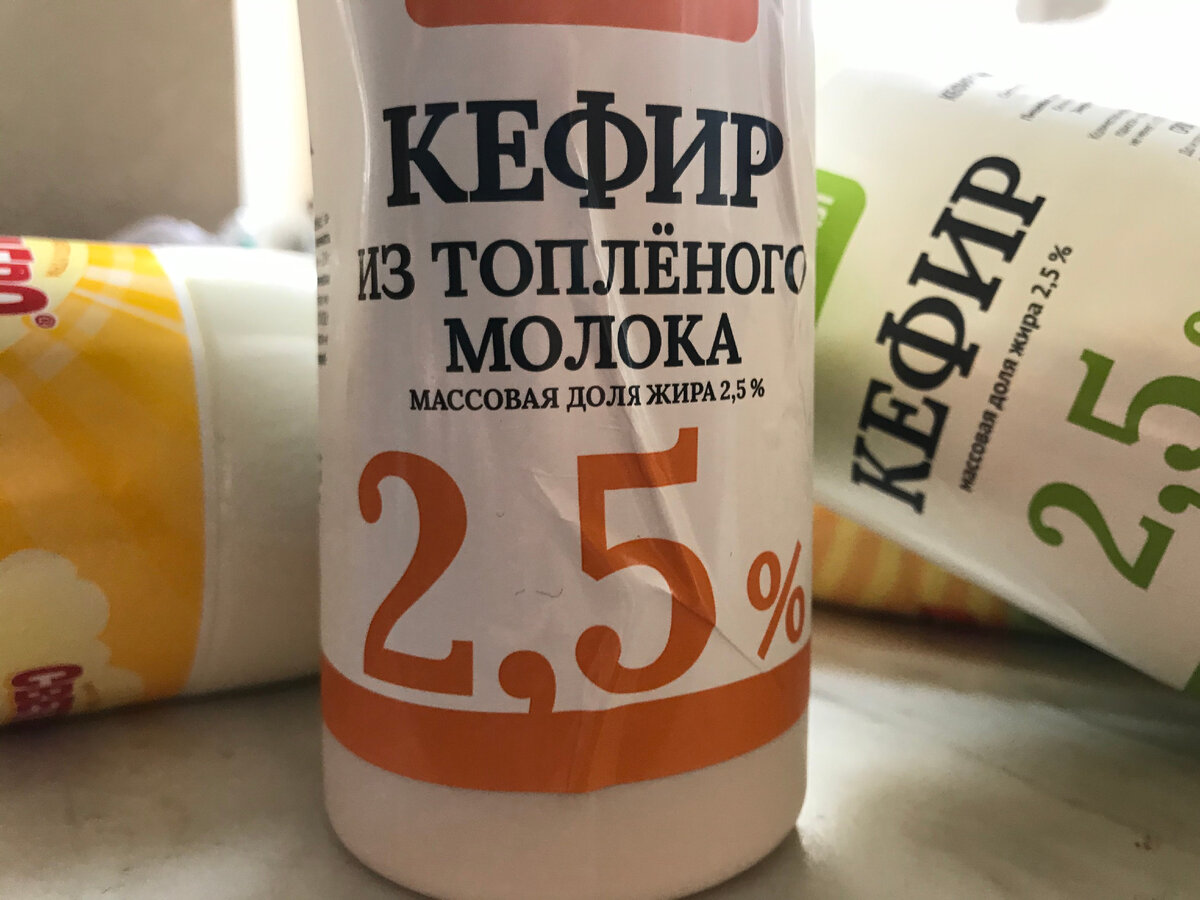 КЕФИР
ИЗ ТОПЛЁНОГО
МОЛОКА
МАССОВАЯ ДОЛЯ ЖИРА 2,5 %
2,5 %
КЕФИР
массовая доля жира 2,5 %
2,5